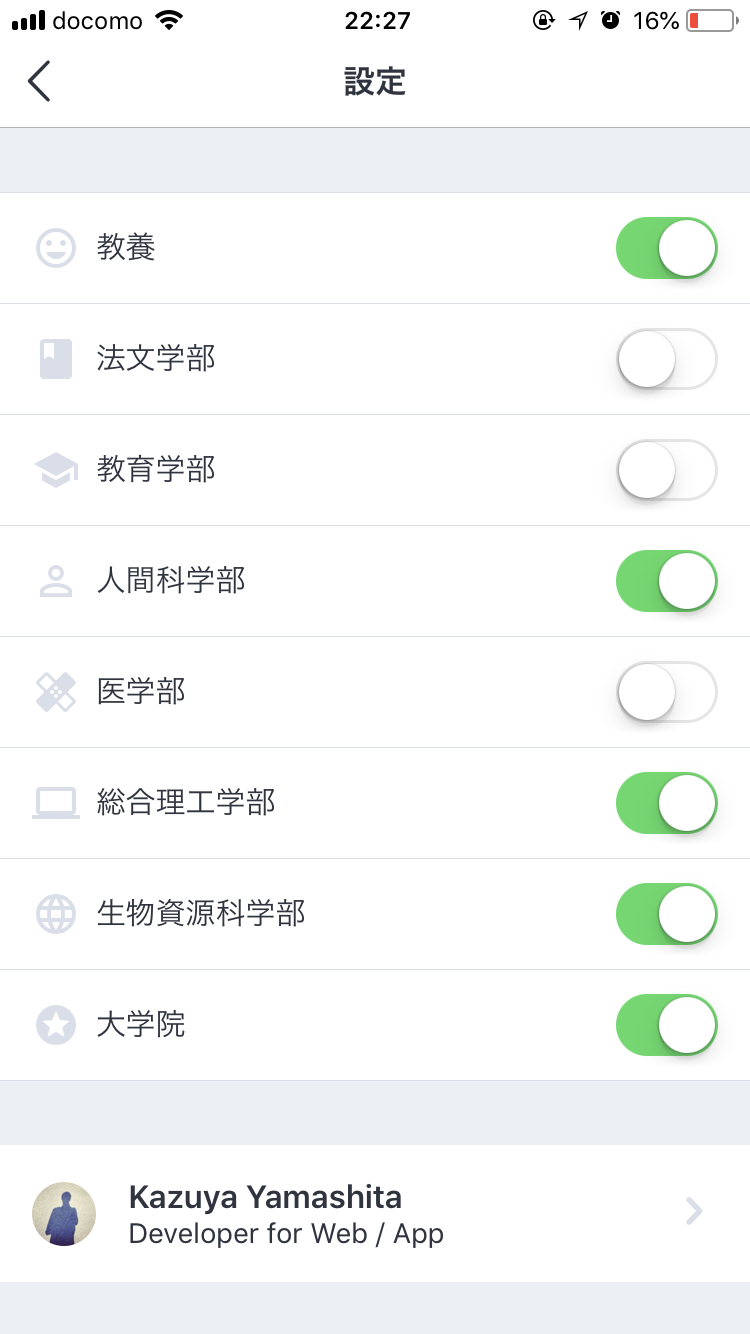 docomo 22:27 16%
設定
教養
法文学部
教育学部
人間科学部
医学部
総合理工学部
生物資源科学部
大学院
Kazuya Yamashita
Developer for Web / App